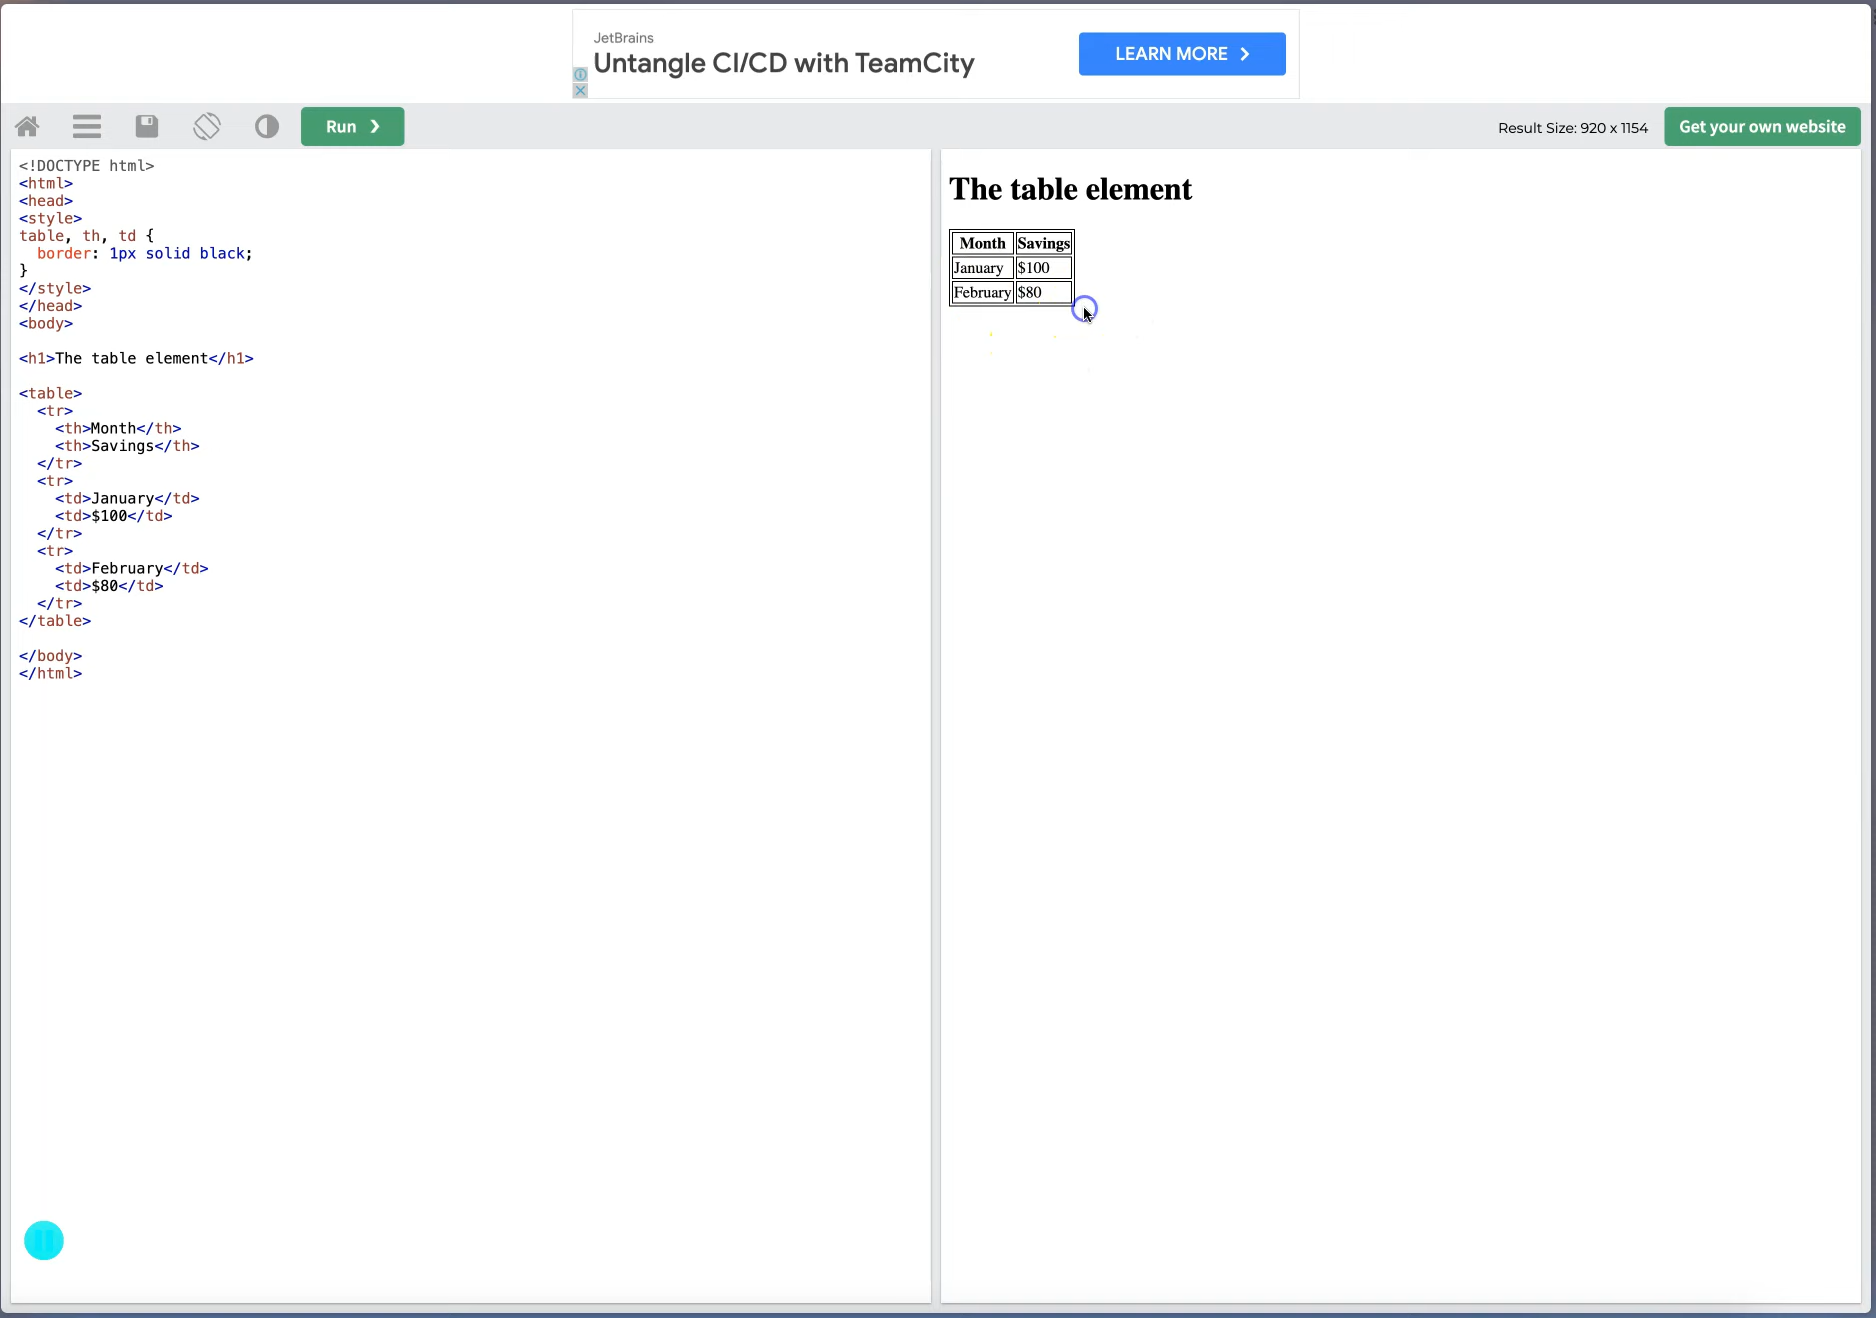 JetBrains
Untangle CI/CD with TeamCity
LEARN MORE
Run
Result Size: 920 x 1154
Get your own website
<!DOCTYPE html>
<html>
<head>
<style>
table, th, td {
  border: 1px solid black;
}
</style>
</head>
<body>
<h1>The table element</h1>
<table>
  <tr>
    <th>Month</th>
    <th>Savings</th>
  </tr>
  <tr>
    <td>January</td>
    <td>$100</td>
  </tr>
  <tr>
    <td>February</td>
    <td>$80</td>
  </tr>
</table>
</body>
</html>
The table element
Month Savings
January $100
February $80